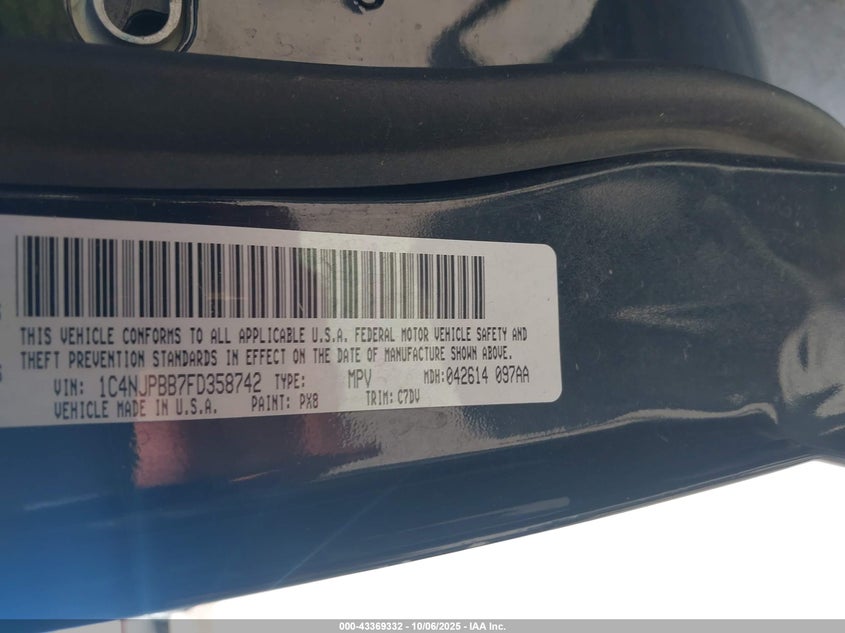 THIS VEHICLE CONFORMS TO ALL APPLICABLE U.S.A. FEDERAL MOTOR VEHICLE SAFETY AND
THEFT PREVENTION STANDARDS IN EFFECT ON THE DATE OF MANUFACTURE SHOWN ABOVE.
VIN: 1C4NJPBB7FD358742 TYPE: MPV MDH:042614 097AA
VEHICLE MADE IN U.S.A. PAINT: PX8 TRIM: C7DV
000-43369332 - 10/06/2025 - IAA Inc.